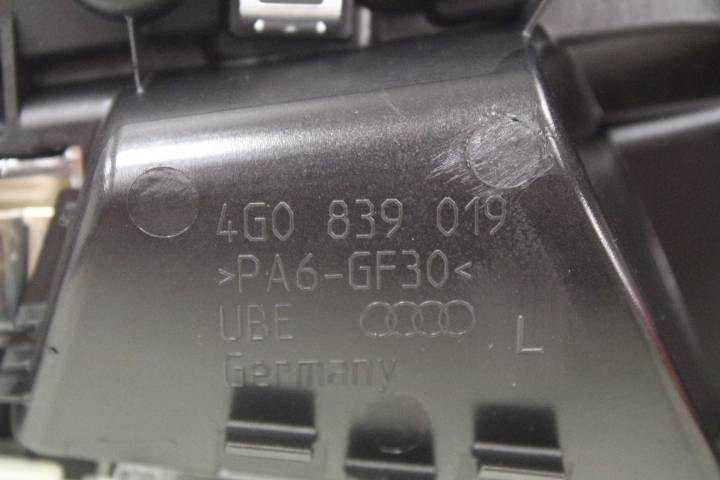 4G0 839 019
>PA6-GF30<
UBE
L
Germany